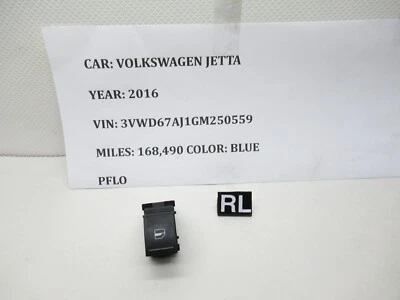 CAR: VOLKSWAGEN JETTA
YEAR: 2016
VIN: 3VWD67AJ1GM250559
MILES: 168,490 COLOR: BLUE
PFLO
RL